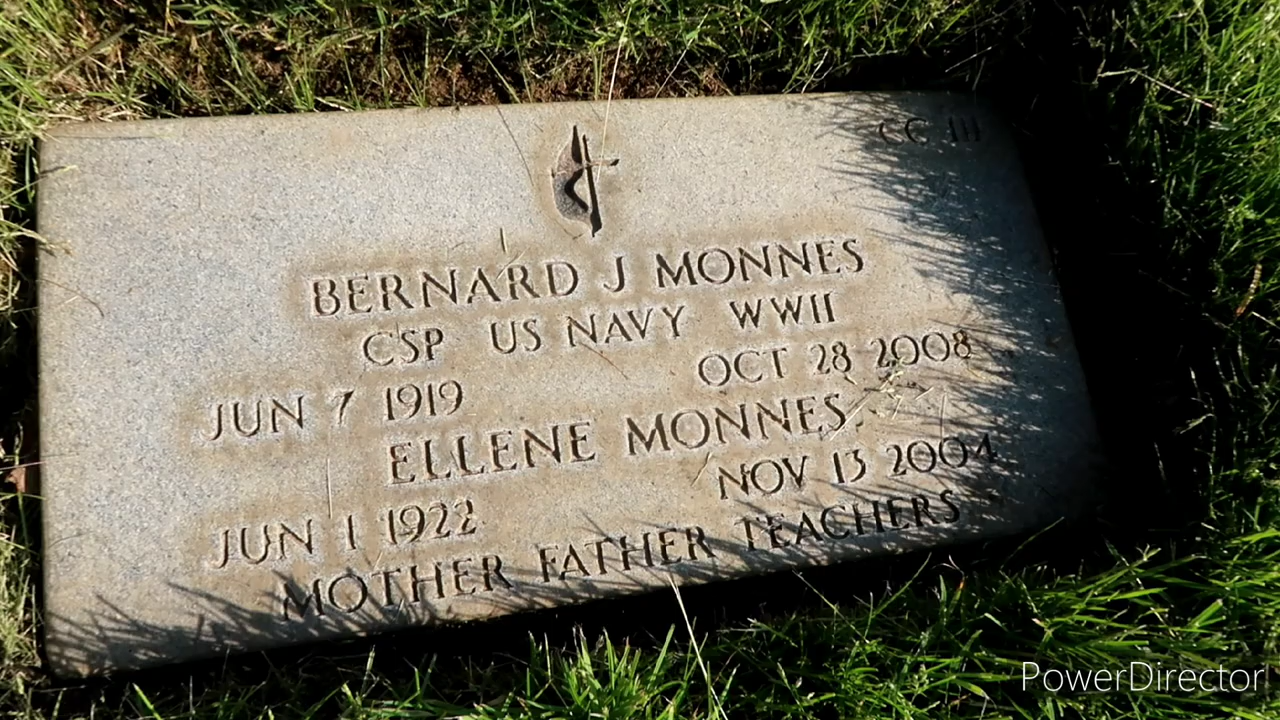 CC 111
BERNARD J MONNES
CSP US NAVY WWII
JUN 7 1919 OCT 28 2008
ELLENE MONNES
JUN 1 1922 NOV 13 2004
MOTHER FATHER TEACHERS
PowerDirector